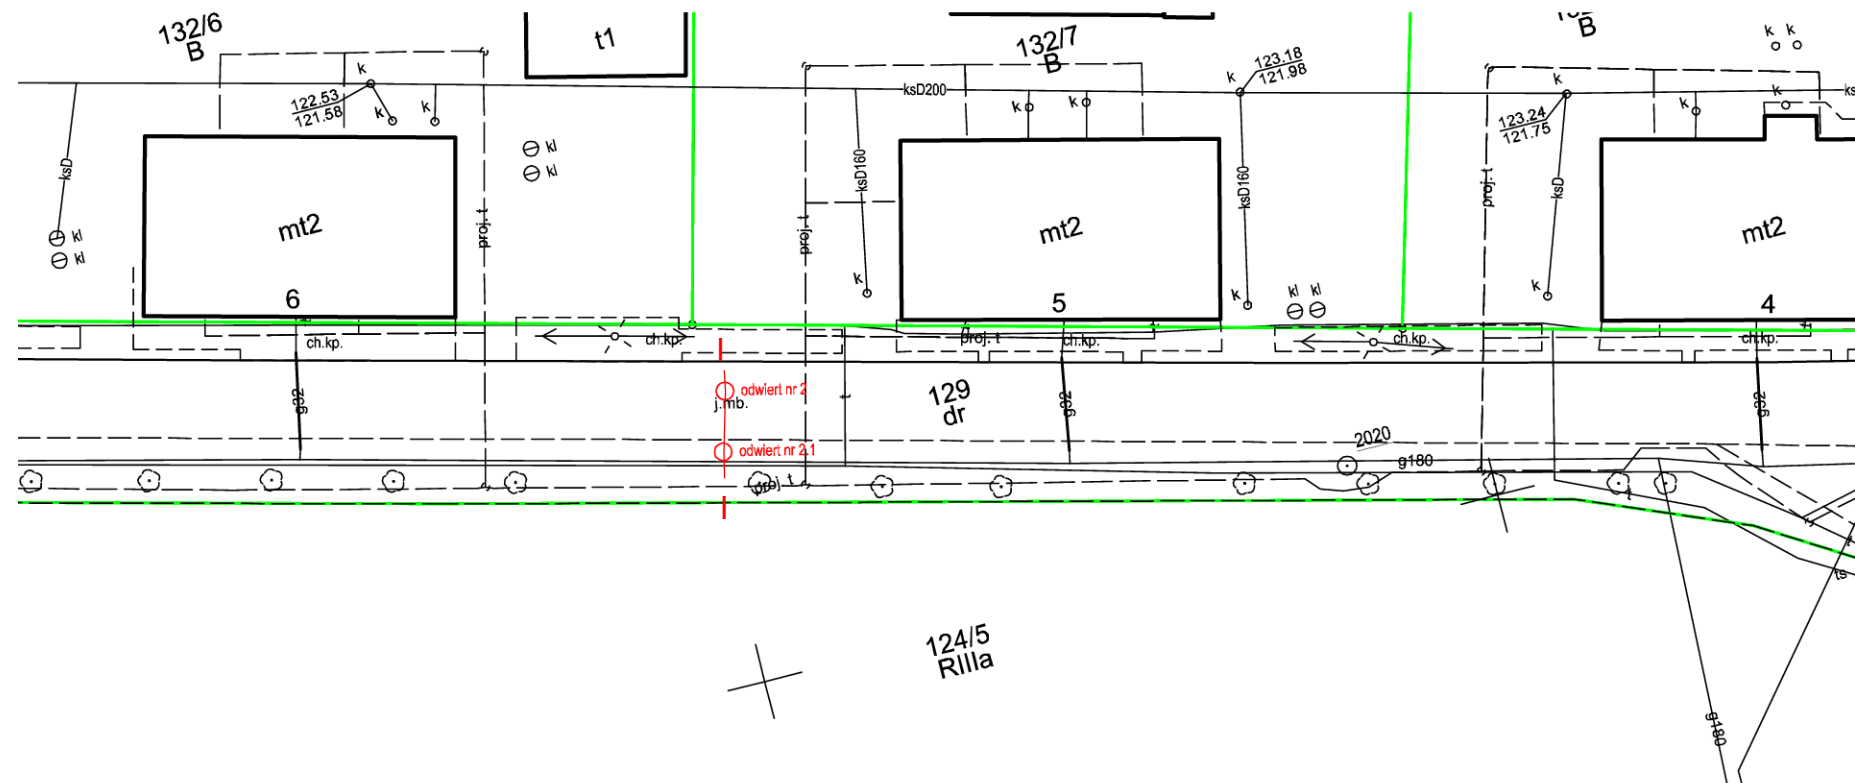 132/6
B
t1
132/7
B
B
k k
k
122.53
121.58
k
k
ksD200
k
123.18
121.98
k
k
k
123.24
121.75
k
k
ks
kl
kl
ksD
kl
kl
mt2
proj. t
proj. t
ksD160
mt2
ksD160
proj. t
ksD
mt2
k
k
kl kl
k
6
5
4
ch.kp.
ch.kp.
proj. t
ch.kp.
ch.kp.
ch.kp.
g32
odwiert nr 2
j.mb.
t
129
dr
g32
g32
odwiert nr 2.1
2020
g180
proj. t
t
t
ts
124/5
RIIIa
g180